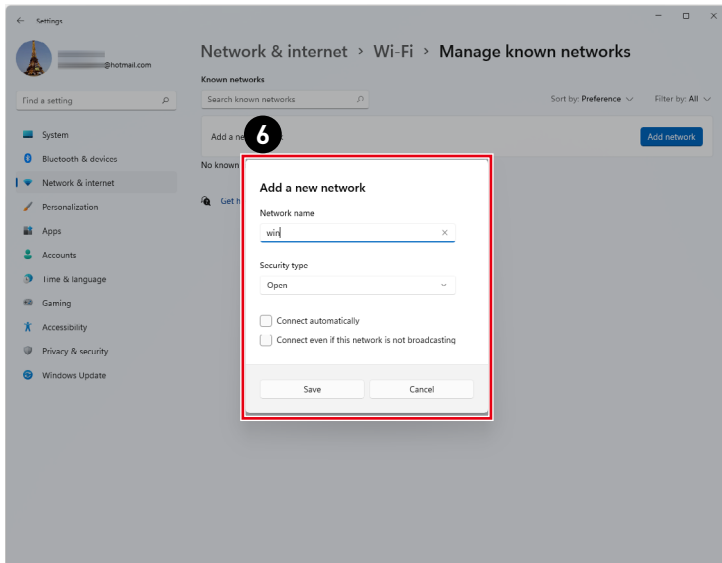 Settings
@hotmail.com
Network & internet > Wi-Fi > Manage known networks
Known networks
Find a setting
Search known networks
Sort by: Preference
Filter by: All
System
Add a ne
6
Add network
Bluetooth & devices
No known
Network & internet
Add a new network
Personalization
Get h
Network name
Apps
win
Accounts
Security type
Time & language
Open
Gaming
Connect automatically
Accessibility
Connect even if this network is not broadcasting
Privacy & security
Windows Update
Save
Cancel